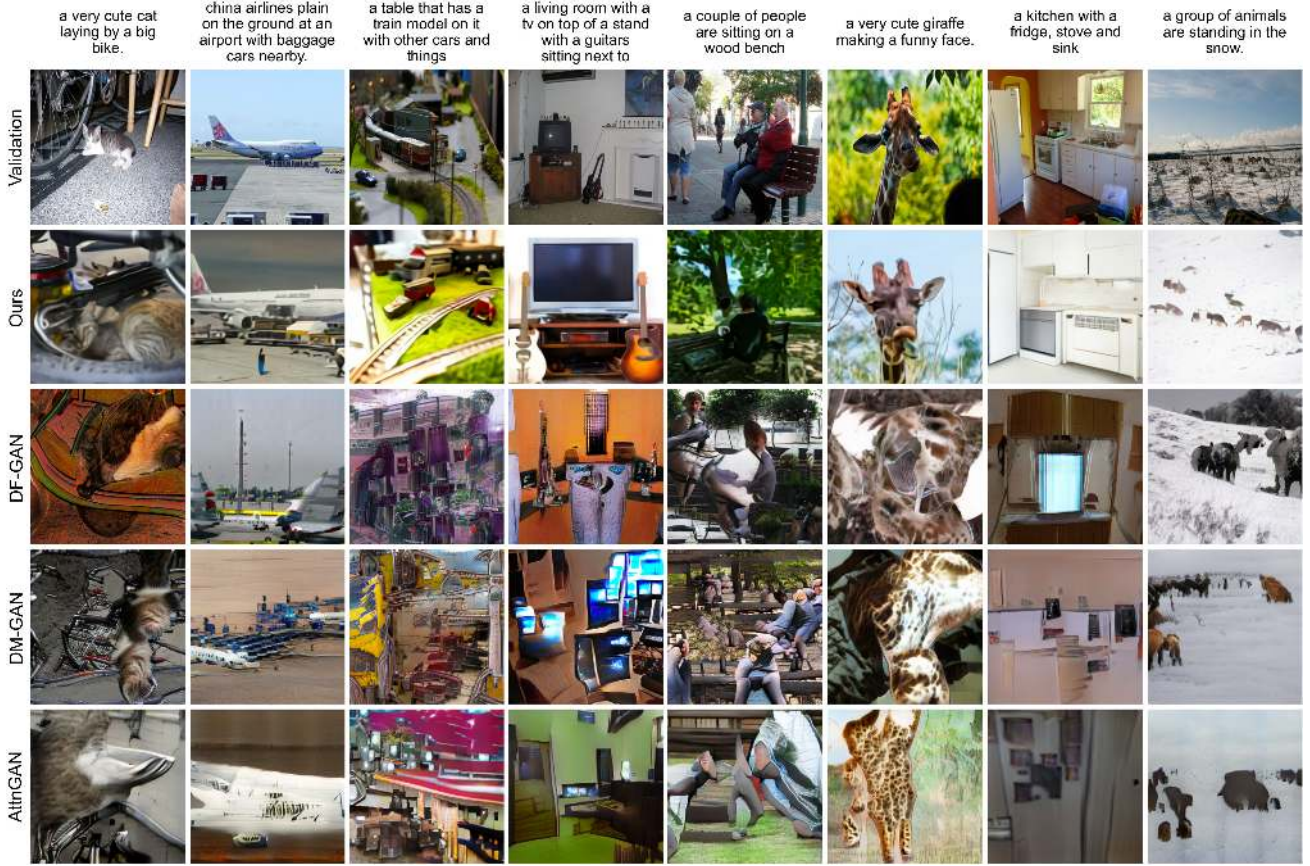 a very cute cat
laying by a big
bike.
china airlines plain
on the ground at an
airport with baggage
cars nearby.
a table that has a
train model on it
with other cars and
things
a living room with a
tv on top of a stand
with a guitars
sitting next to
a couple of people
are sitting on a
wood bench
a very cute giraffe
making a funny face.
a kitchen with a
fridge, stove and
sink
a group of animals
are standing in the
snow.
Validation
Ours
DF-GAN
DM-GAN
AttnGAN